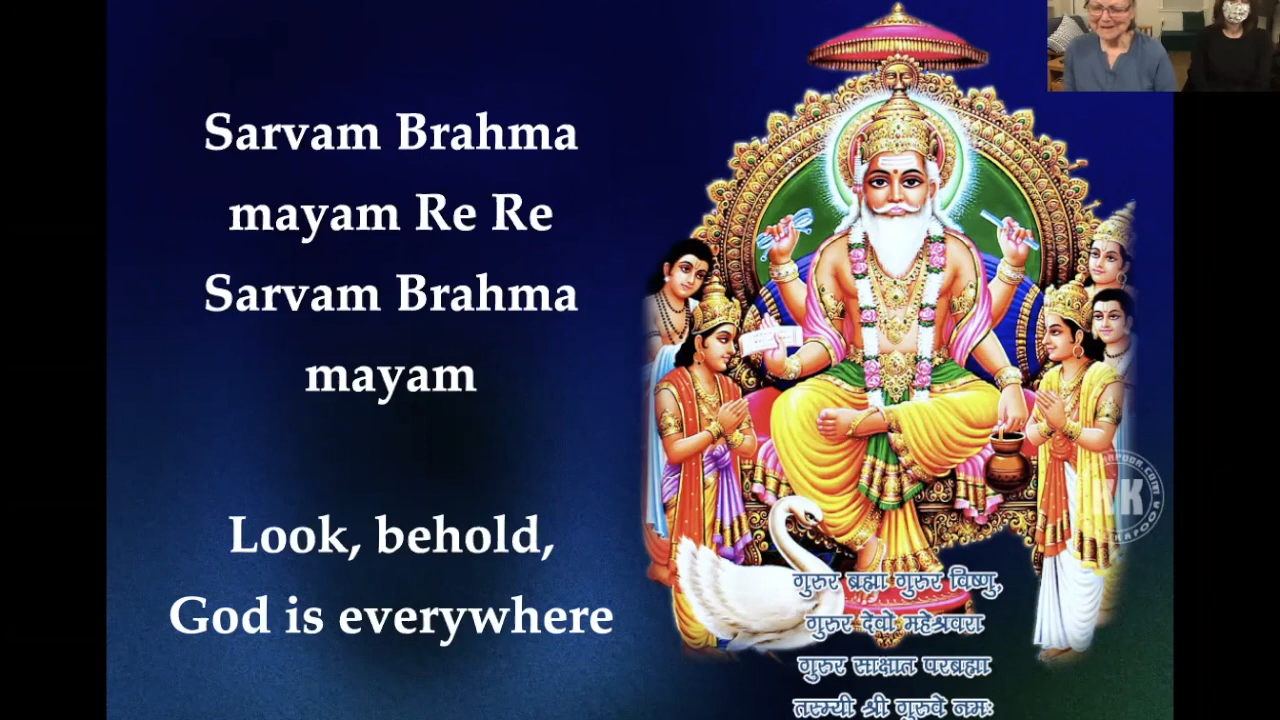 Sarvam Brahma
mayam Re Re
Sarvam Brahma
mayam
Look, behold,
God is everywhere
गुरुर ब्रह्मा गुरुर विष्णु,
गुरुर देवो महेश्रवरा
गुरुर साक्षात परब्रह्मा
तस्म्यी श्री गुरुवे नमः